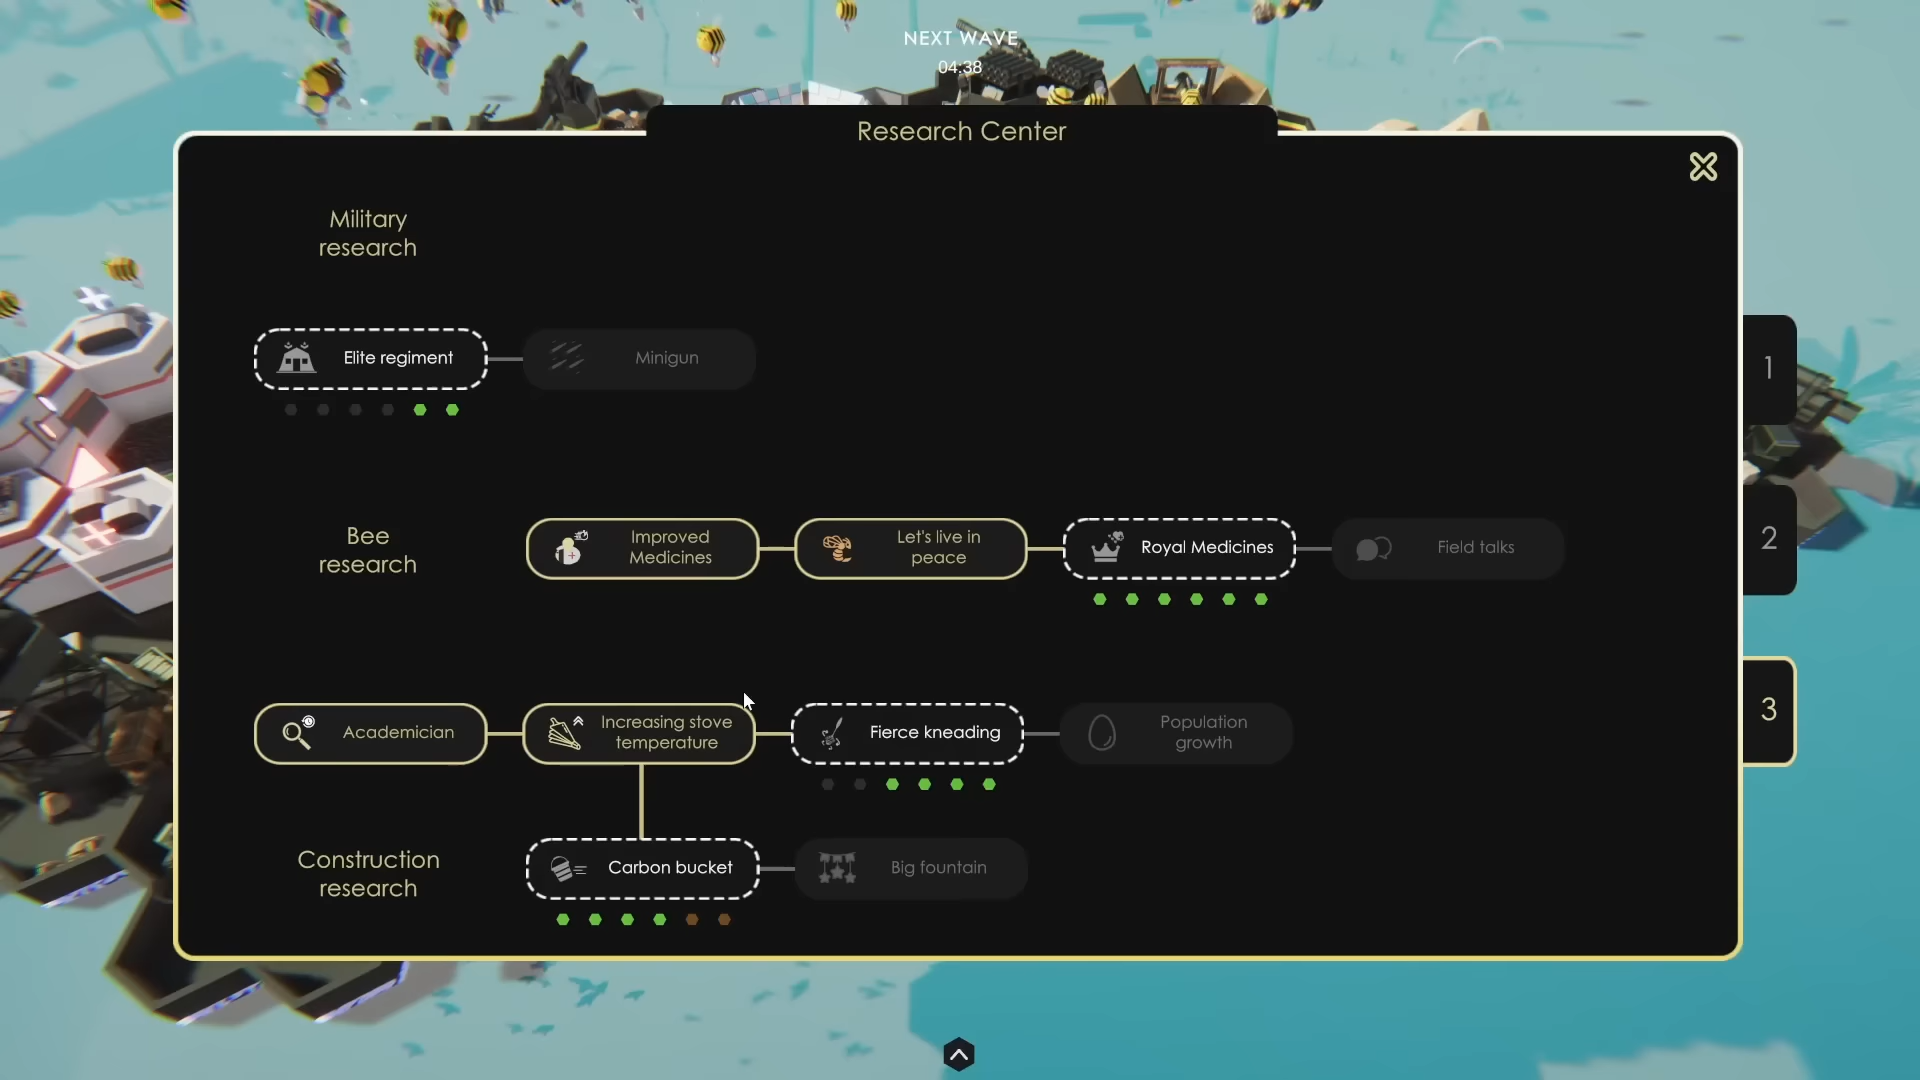 NEXT WAVE
04:38
Research Center
Military
research
Elite regiment
Minigun
1
Bee
research
Improved
Medicines
Let's live in
peace
Royal Medicines
Field talks
2
Academician
Increasing stove
temperature
Fierce kneading
Population
growth
3
Construction
research
Carbon bucket
Big fountain